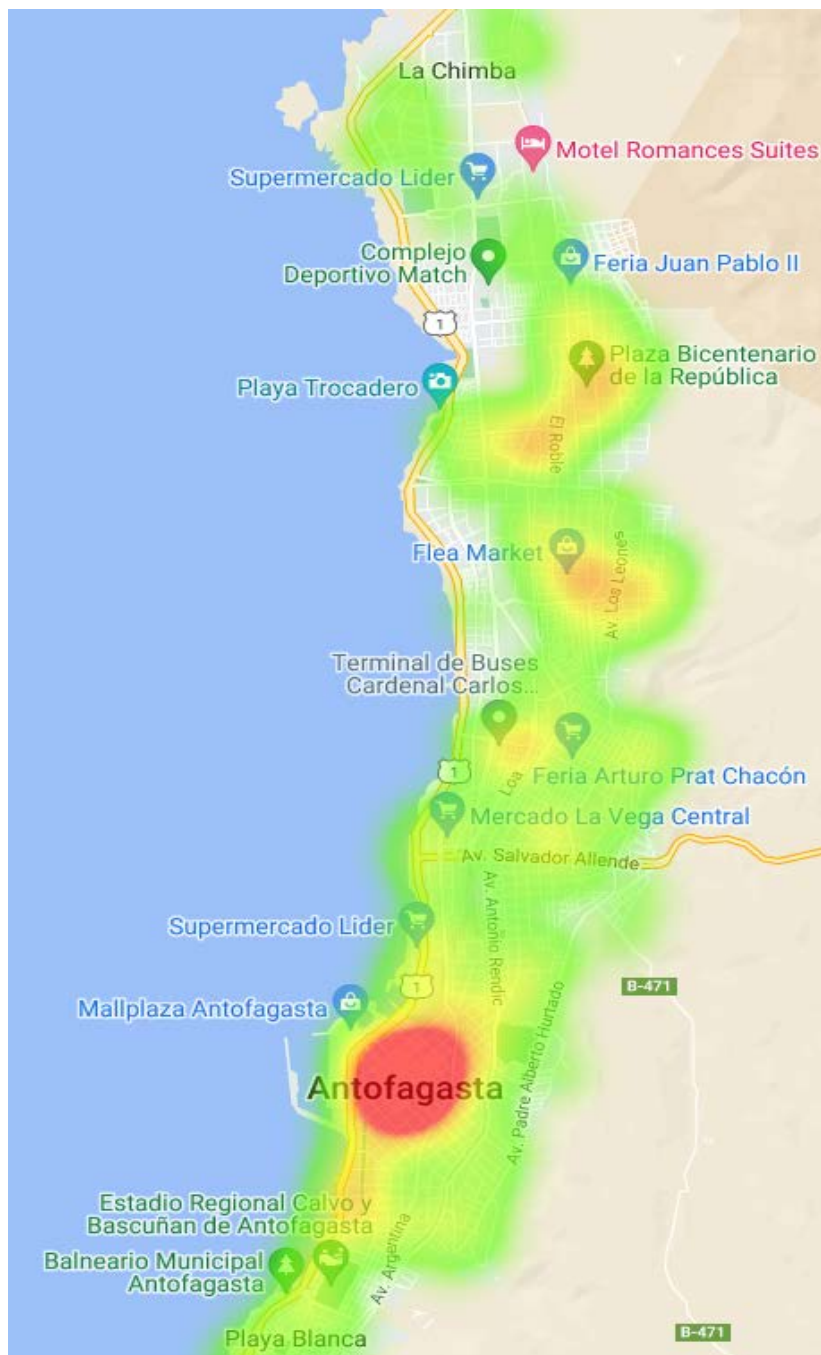 La Chimba
Motel Romances Suites
Supermercado Lider
Complejo
Deportivo Match
Feria Juan Pablo II
1
Plaza Bicentenario
de la República
Playa Trocadero
El Roble
Flea Market
Av. Los Leones
Terminal de Buses
Cardenal Carlos...
Loa
Feria Arturo Prat Chacón
1
Mercado La Vega Central
Av. Salvador Allende
Av. Antonio Rendic
Supermercado Lider
B-471
1
Mallplaza Antofagasta
Av. Padre Alberto Hurtado
Antofagasta
Estadio Regional Calvo y
Bascuñan de Antofagasta
Balneario Municipal
Antofagasta
Av. Argentina
Playa Blanca
B-471